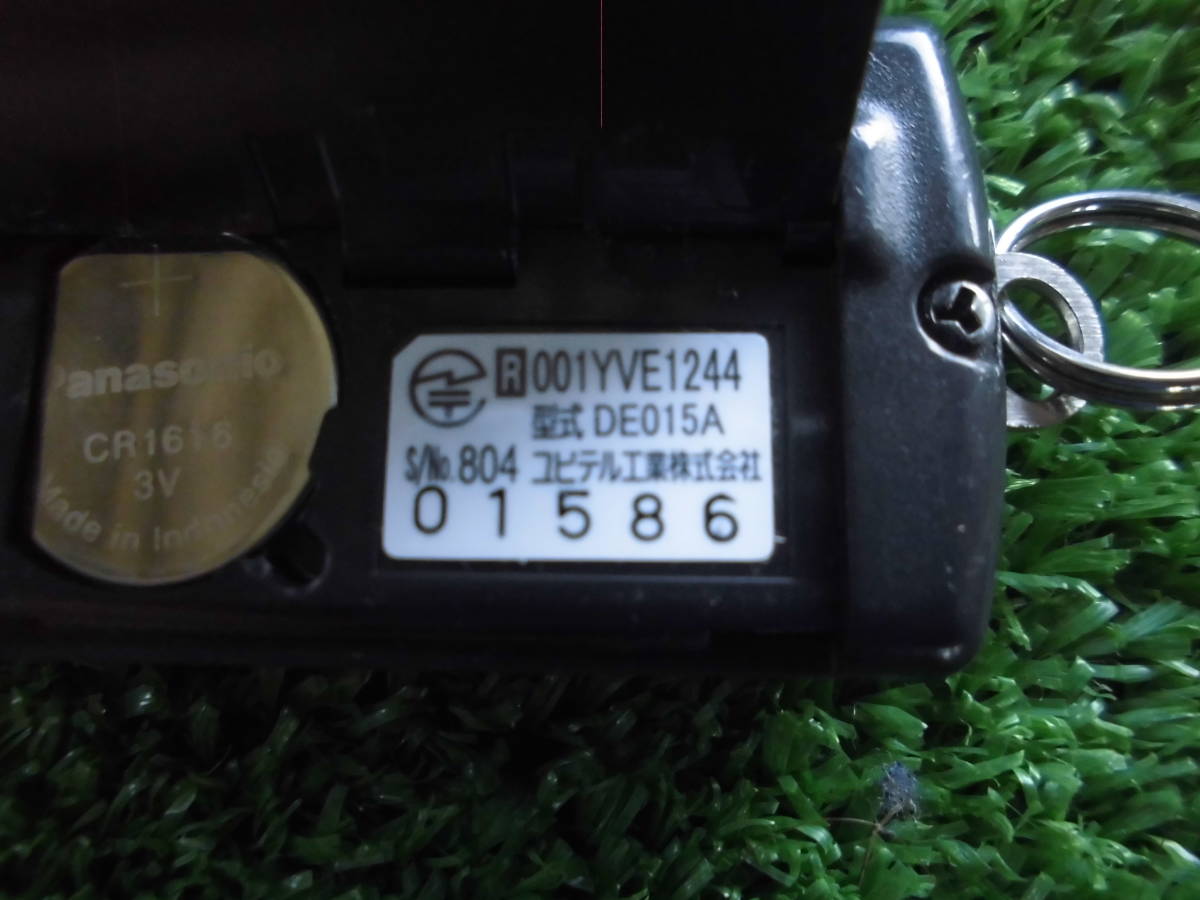 Panasonic
CR1616
3V
Made in Indonesia
R 001YVE1244
型式 DE015A
S/No. 804 ユピテル工業株式会社
01586